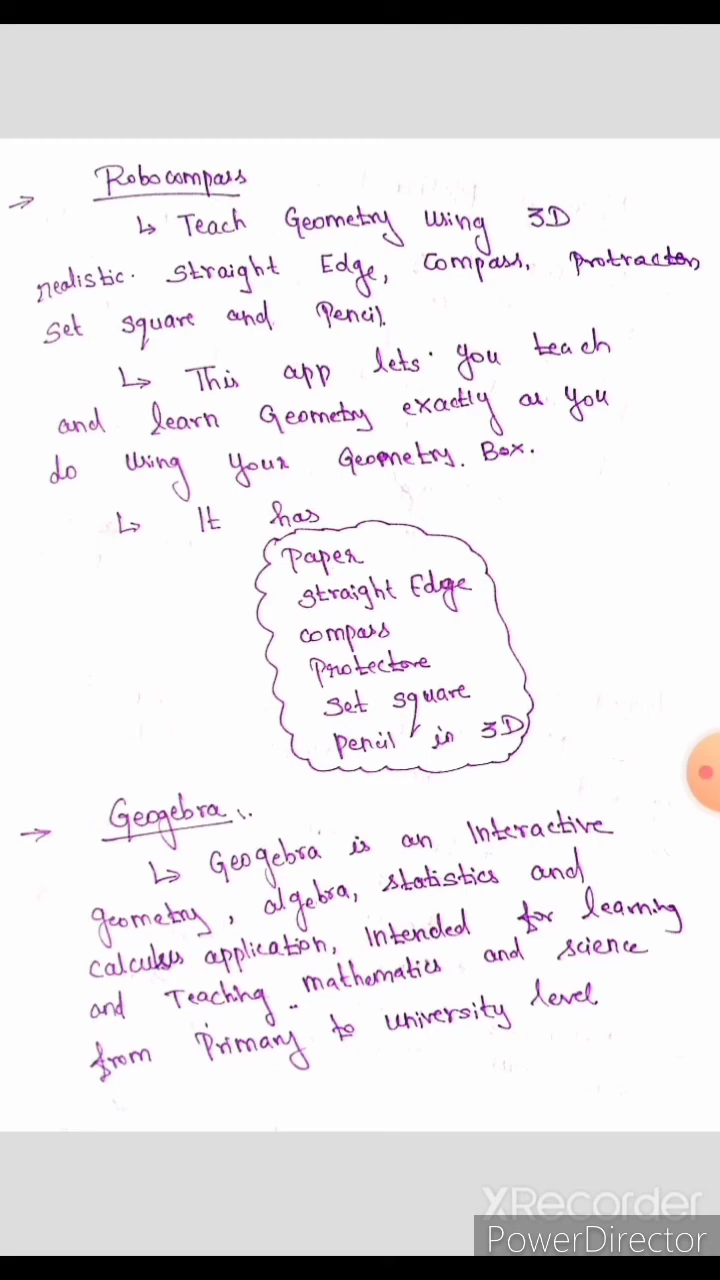 → Robocompass
↳ Teach Geometry using 3D
realistic. straight Edge, compass, protractor,
set square and Pencil.
↳ This app lets you teach
and learn Geometry exactly as you
do using your Geometry. Box.
↳ It has
Paper
straight Edge
compass
Protectore
set square
pencil in 3D
→ Geogebra:.
↳ Geogebra is an Interactive
geometry, algebra, statistics and
calculus application, Intended for learning
and Teaching mathematics and science
from Primary to university level
XRecorder
PowerDirector